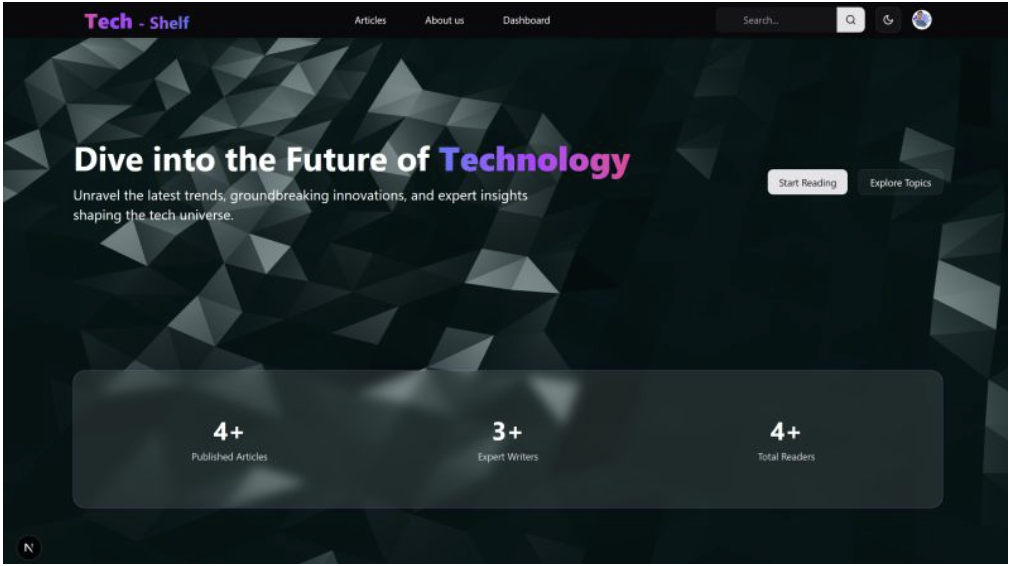 Tech - Shelf
Articles
About us
Dashboard
Search...
Dive into the Future of Technology
Unravel the latest trends, groundbreaking innovations, and expert insights
shaping the tech universe.
Start Reading
Explore Topics
4+
Published Articles
3+
Expert Writers
4+
Total Readers
N